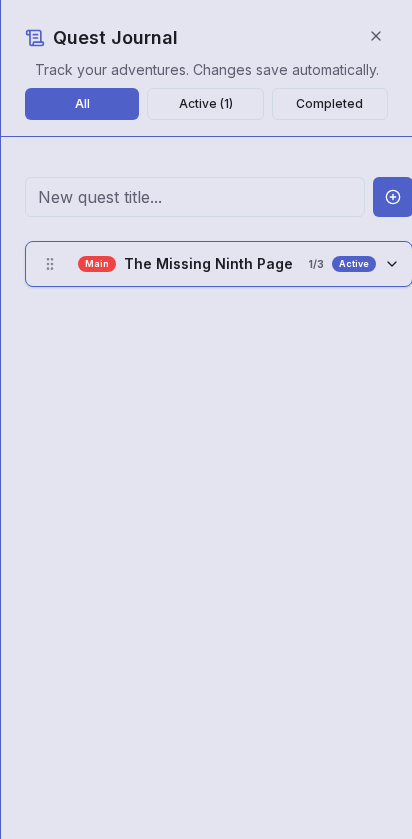 Quest Journal
Track your adventures. Changes save automatically.
All Active (1) Completed
New quest title...
Main The Missing Ninth Page 1/3 Active